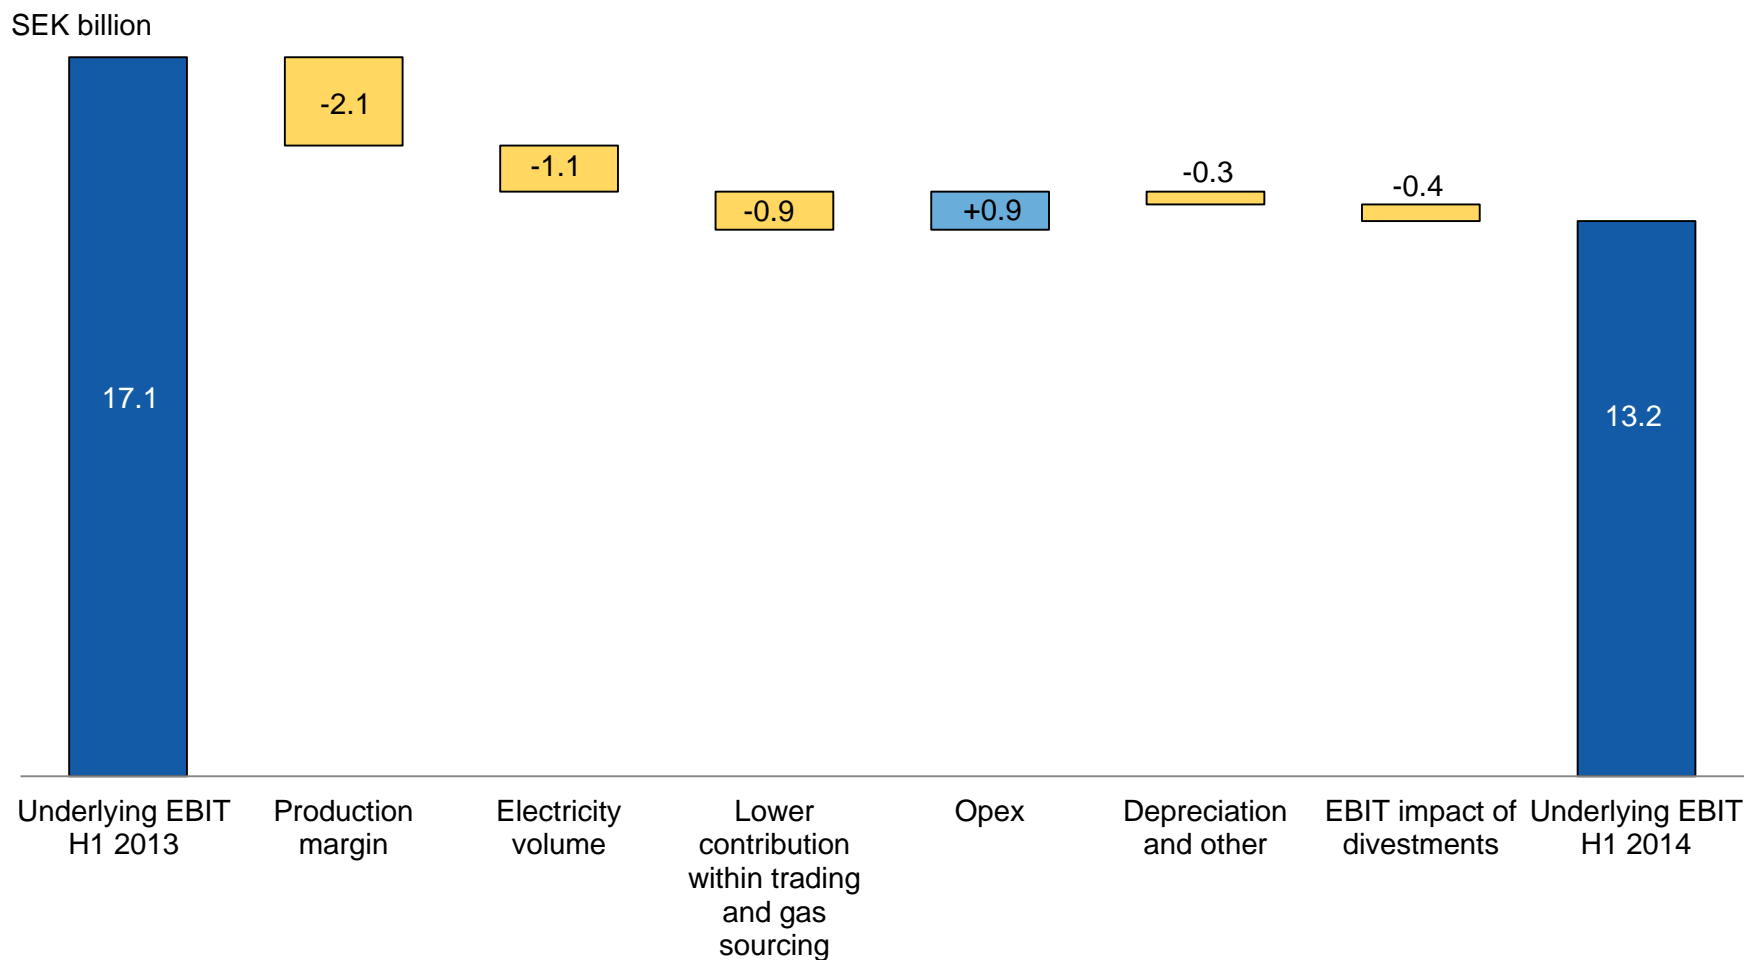 SEK billion
17.1
-2.1
-1.1
-0.9
+0.9
-0.3
-0.4
13.2
Underlying EBIT
H1 2013
Production
margin
Electricity
volume
Lower
contribution
within trading
and gas
sourcing
Opex
Depreciation
and other
EBIT impact of
divestments
Underlying EBIT
H1 2014